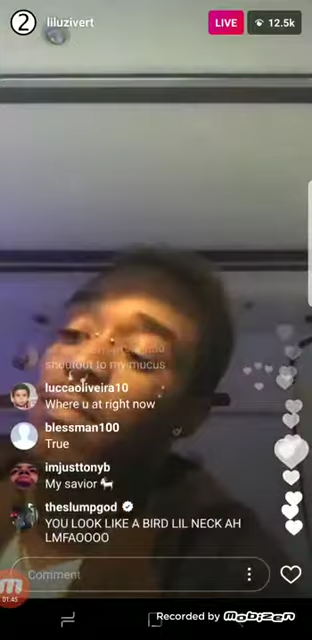 2 liluzivert LIVE 12.5k
shoutout to my mucus
luccaoliveira10
Where u at right now
blessman100
True
imjusttonyb
My savior 🐐
theslumpgod
YOU LOOK LIKE A BIRD LIL NECK AH
LMFAOOOO
Comment
01:45
Recorded by mobizen